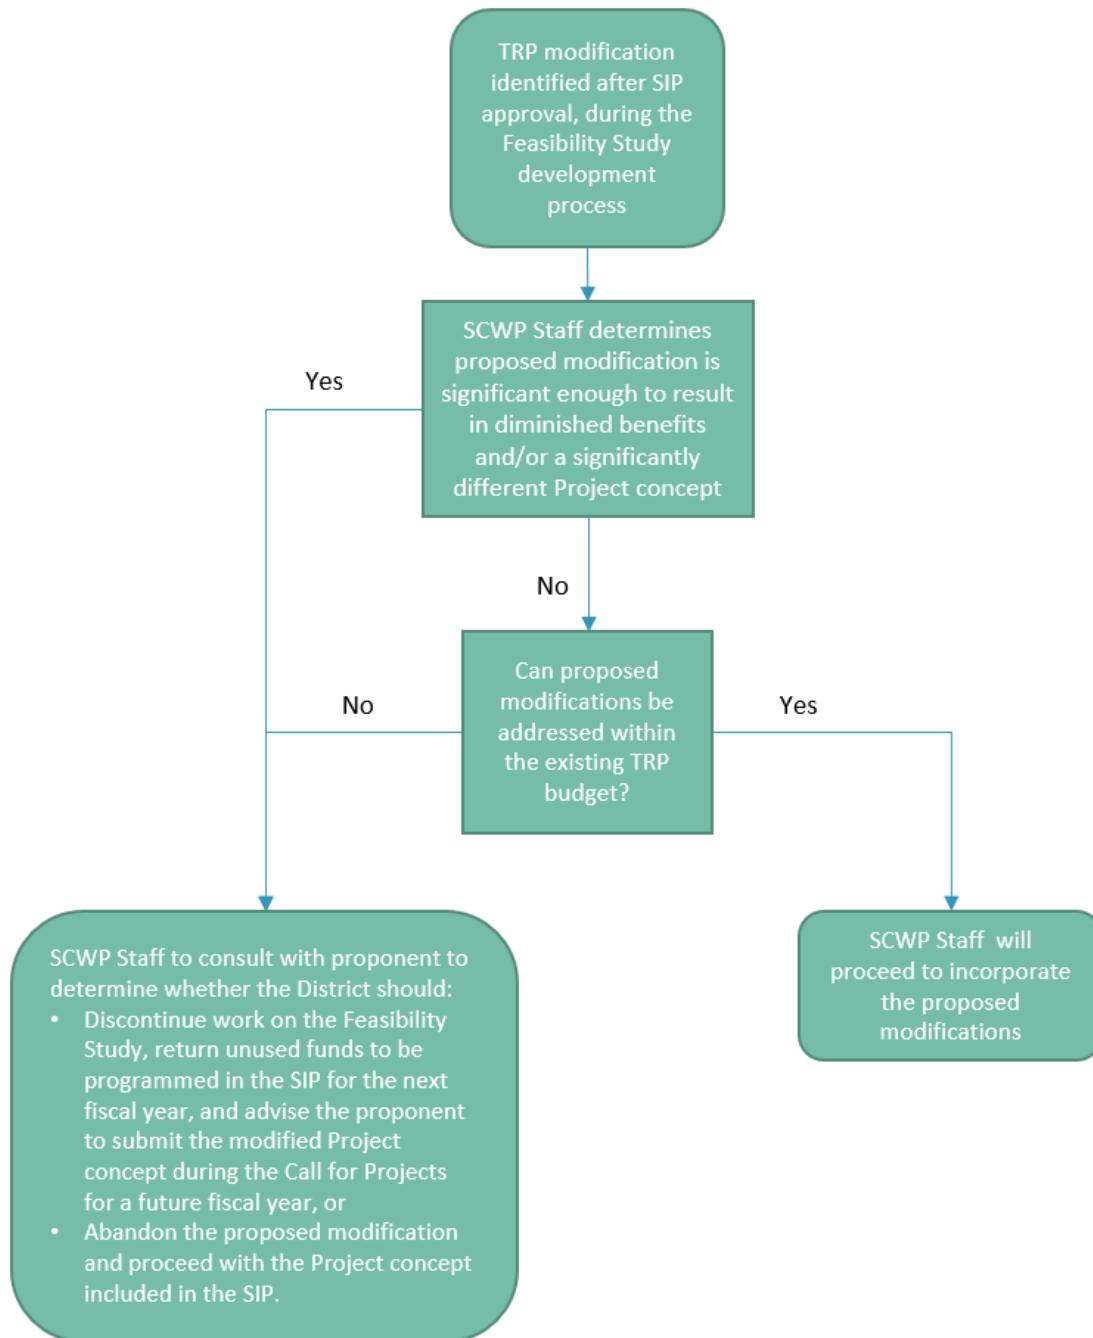 TRP modification
identified after SIP
approval, during the
Feasibility Study
development
process
SCWP Staff determines
proposed modification is
significant enough to result
in diminished benefits
and/or a significantly
different Project concept
Yes
No
Can proposed
modifications be
addressed within
the existing TRP
budget?
No
Yes
SCWP Staff to consult with proponent to
determine whether the District should:
• Discontinue work on the Feasibility
Study, return unused funds to be
programmed in the SIP for the next
fiscal year, and advise the proponent
to submit the modified Project
concept during the Call for Projects
for a future fiscal year, or
• Abandon the proposed modification
and proceed with the Project concept
included in the SIP.
SCWP Staff will
proceed to incorporate
the proposed
modifications